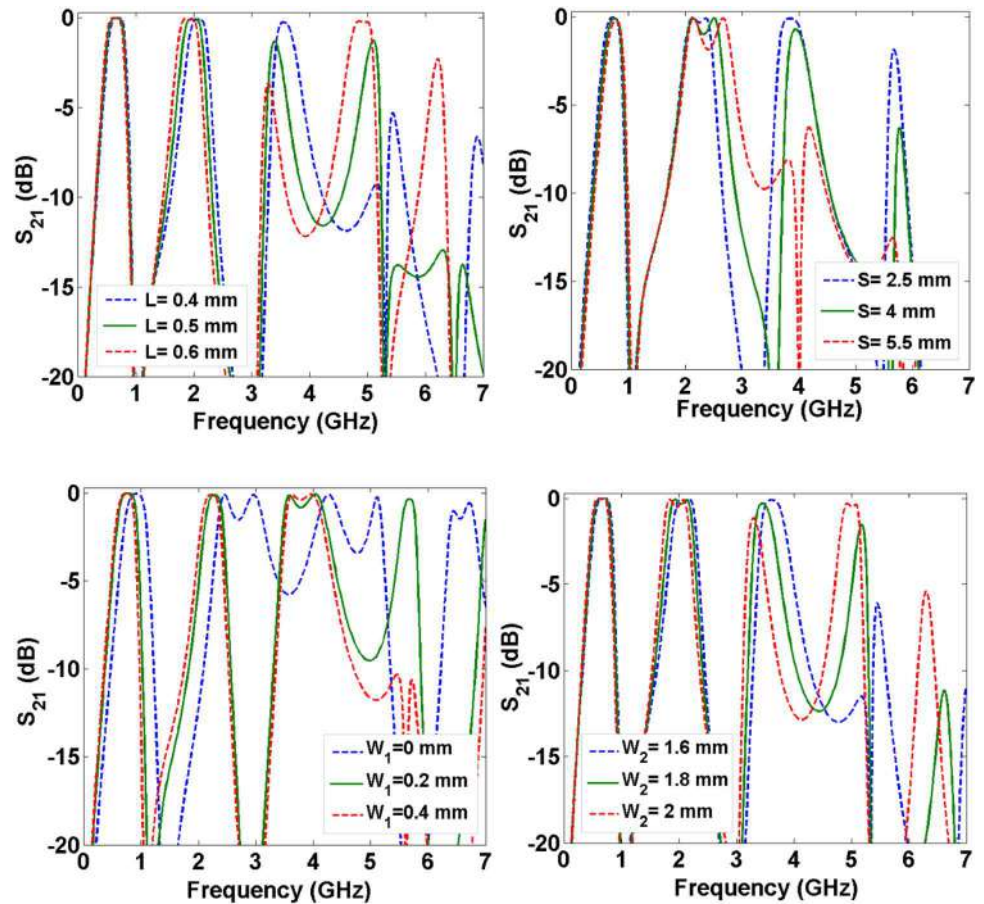 0
-5
-10
-15
-20
S21, (dB)
L= 0.4 mm
L= 0.5 mm
L= 0.6 mm
0 1 2 3 4 5 6 7
Frequency (GHz)
0
-5
-10
-15
-20
S21, (dB)
S= 2.5 mm
S= 4 mm
S= 5.5 mm
0 1 2 3 4 5 6 7
Frequency (GHz)
0
-5
-10
-15
-20
S21, (dB)
W1=0 mm
W1=0.2 mm
W1=0.4 mm
0 1 2 3 4 5 6 7
Frequency (GHz)
0
-5
-10
-15
-20
S21, (dB)
W2= 1.6 mm
W2= 1.8 mm
W2= 2 mm
0 1 2 3 4 5 6 7
Frequency (GHz)